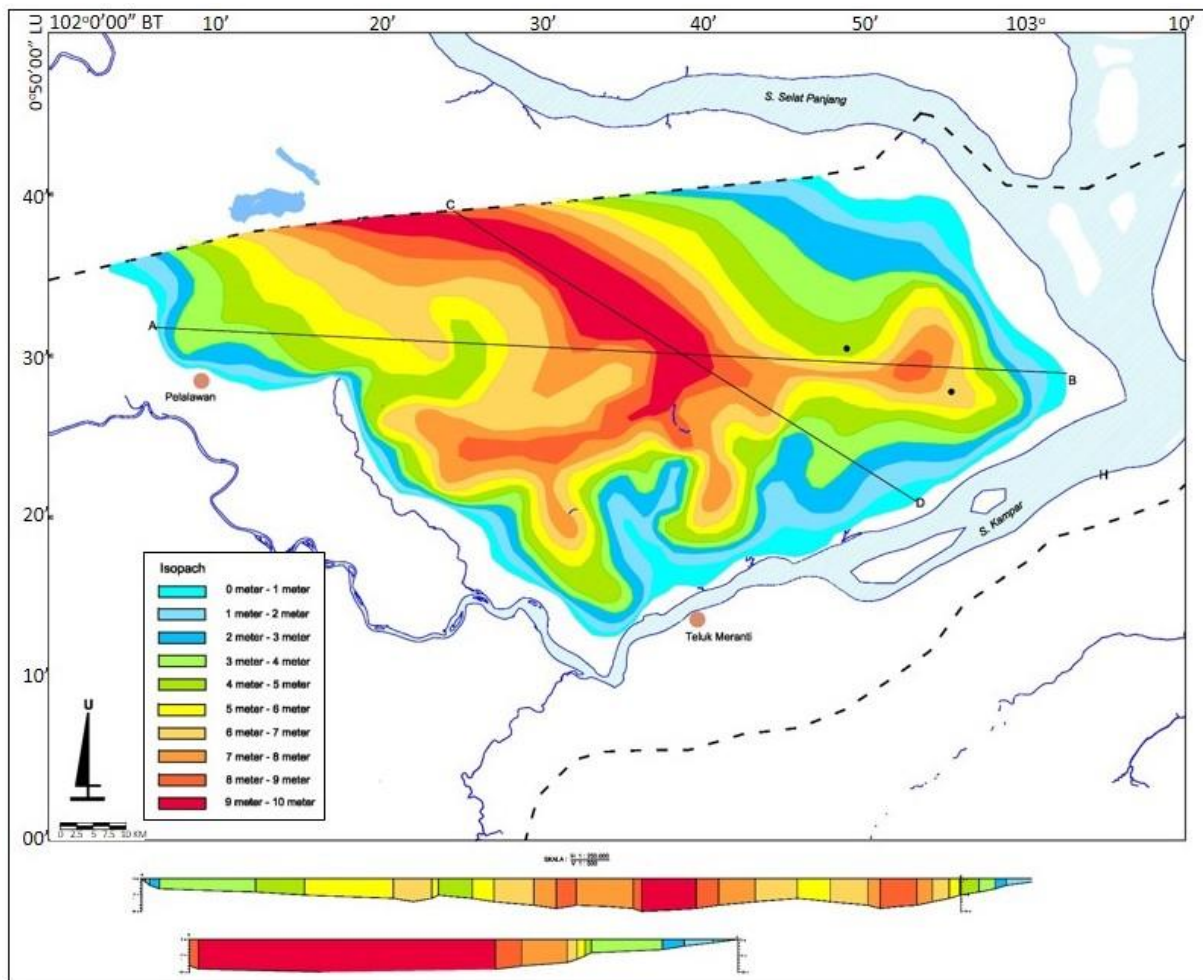 102°0'00" BT 10' 20' 30' 40' 50' 103° 10'
0°50'00" LU
S. Selat Panjang
40'
C
A
30'
B
Pelalawan
H
20'
D
S. Kampar
Isopach
0 meter - 1 meter
1 meter - 2 meter
2 meter - 3 meter
3 meter - 4 meter
4 meter - 5 meter
5 meter - 6 meter
6 meter - 7 meter
7 meter - 8 meter
8 meter - 9 meter
9 meter - 10 meter
Teluk Meranti
10'
U
0 2.5 5 7.5 10 KM
00'
SKALA :